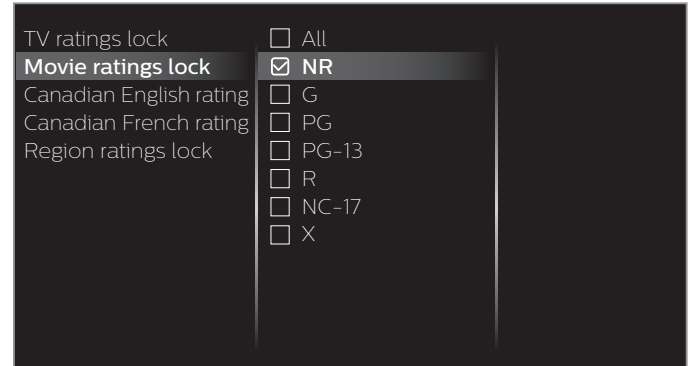 TV ratings lock
Movie ratings lock
Canadian English rating
Canadian French rating
Region ratings lock
All
NR
G
PG
PG-13
R
NC-17
X